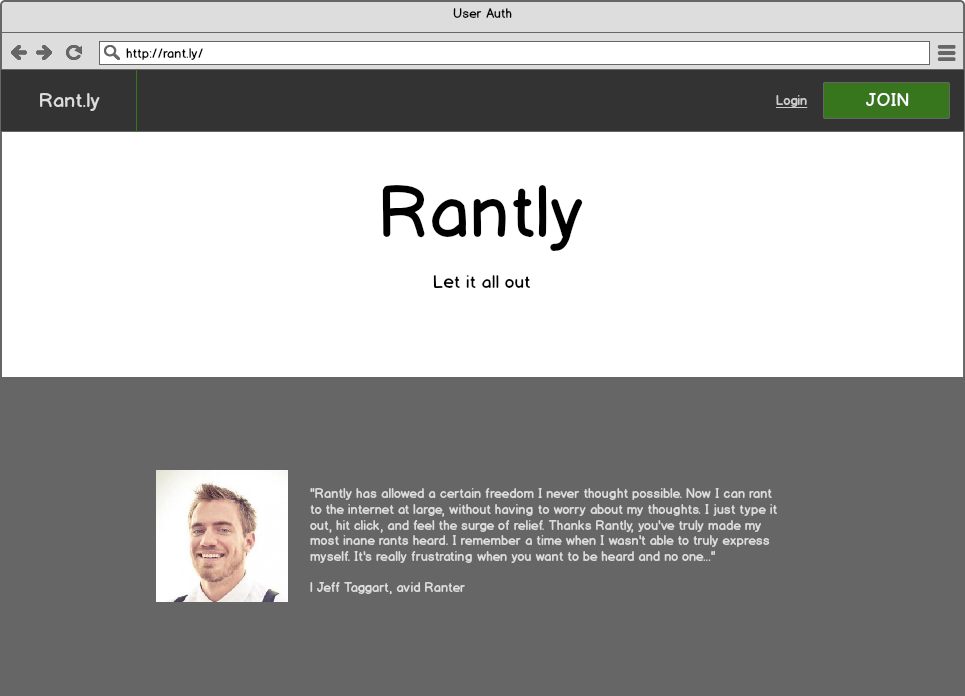 User Auth
http://rant.ly/
Rant.ly
Login
JOIN
Rantly
Let it all out
"Rantly has allowed a certain freedom I never thought possible. Now I can rant
to the internet at large, without having to worry about my thoughts. I just type it
out, hit click, and feel the surge of relief. Thanks Rantly, you've truly made my
most inane rants heard. I remember a time when I wasn't able to truly express
myself. It's really frustrating when you want to be heard and no one..."
| Jeff Taggart, avid Ranter